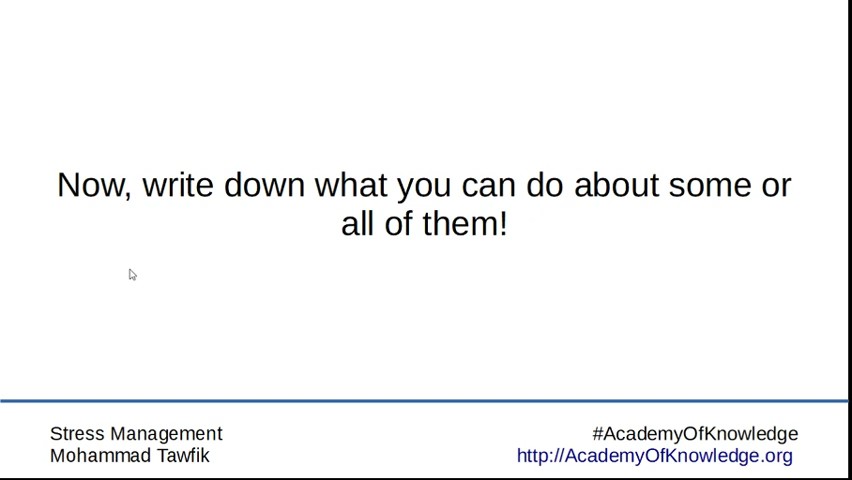 Now, write down what you can do about some or
all of them!
Stress Management
Mohammad Tawfik
#AcademyOfKnowledge
http://AcademyOfKnowledge.org